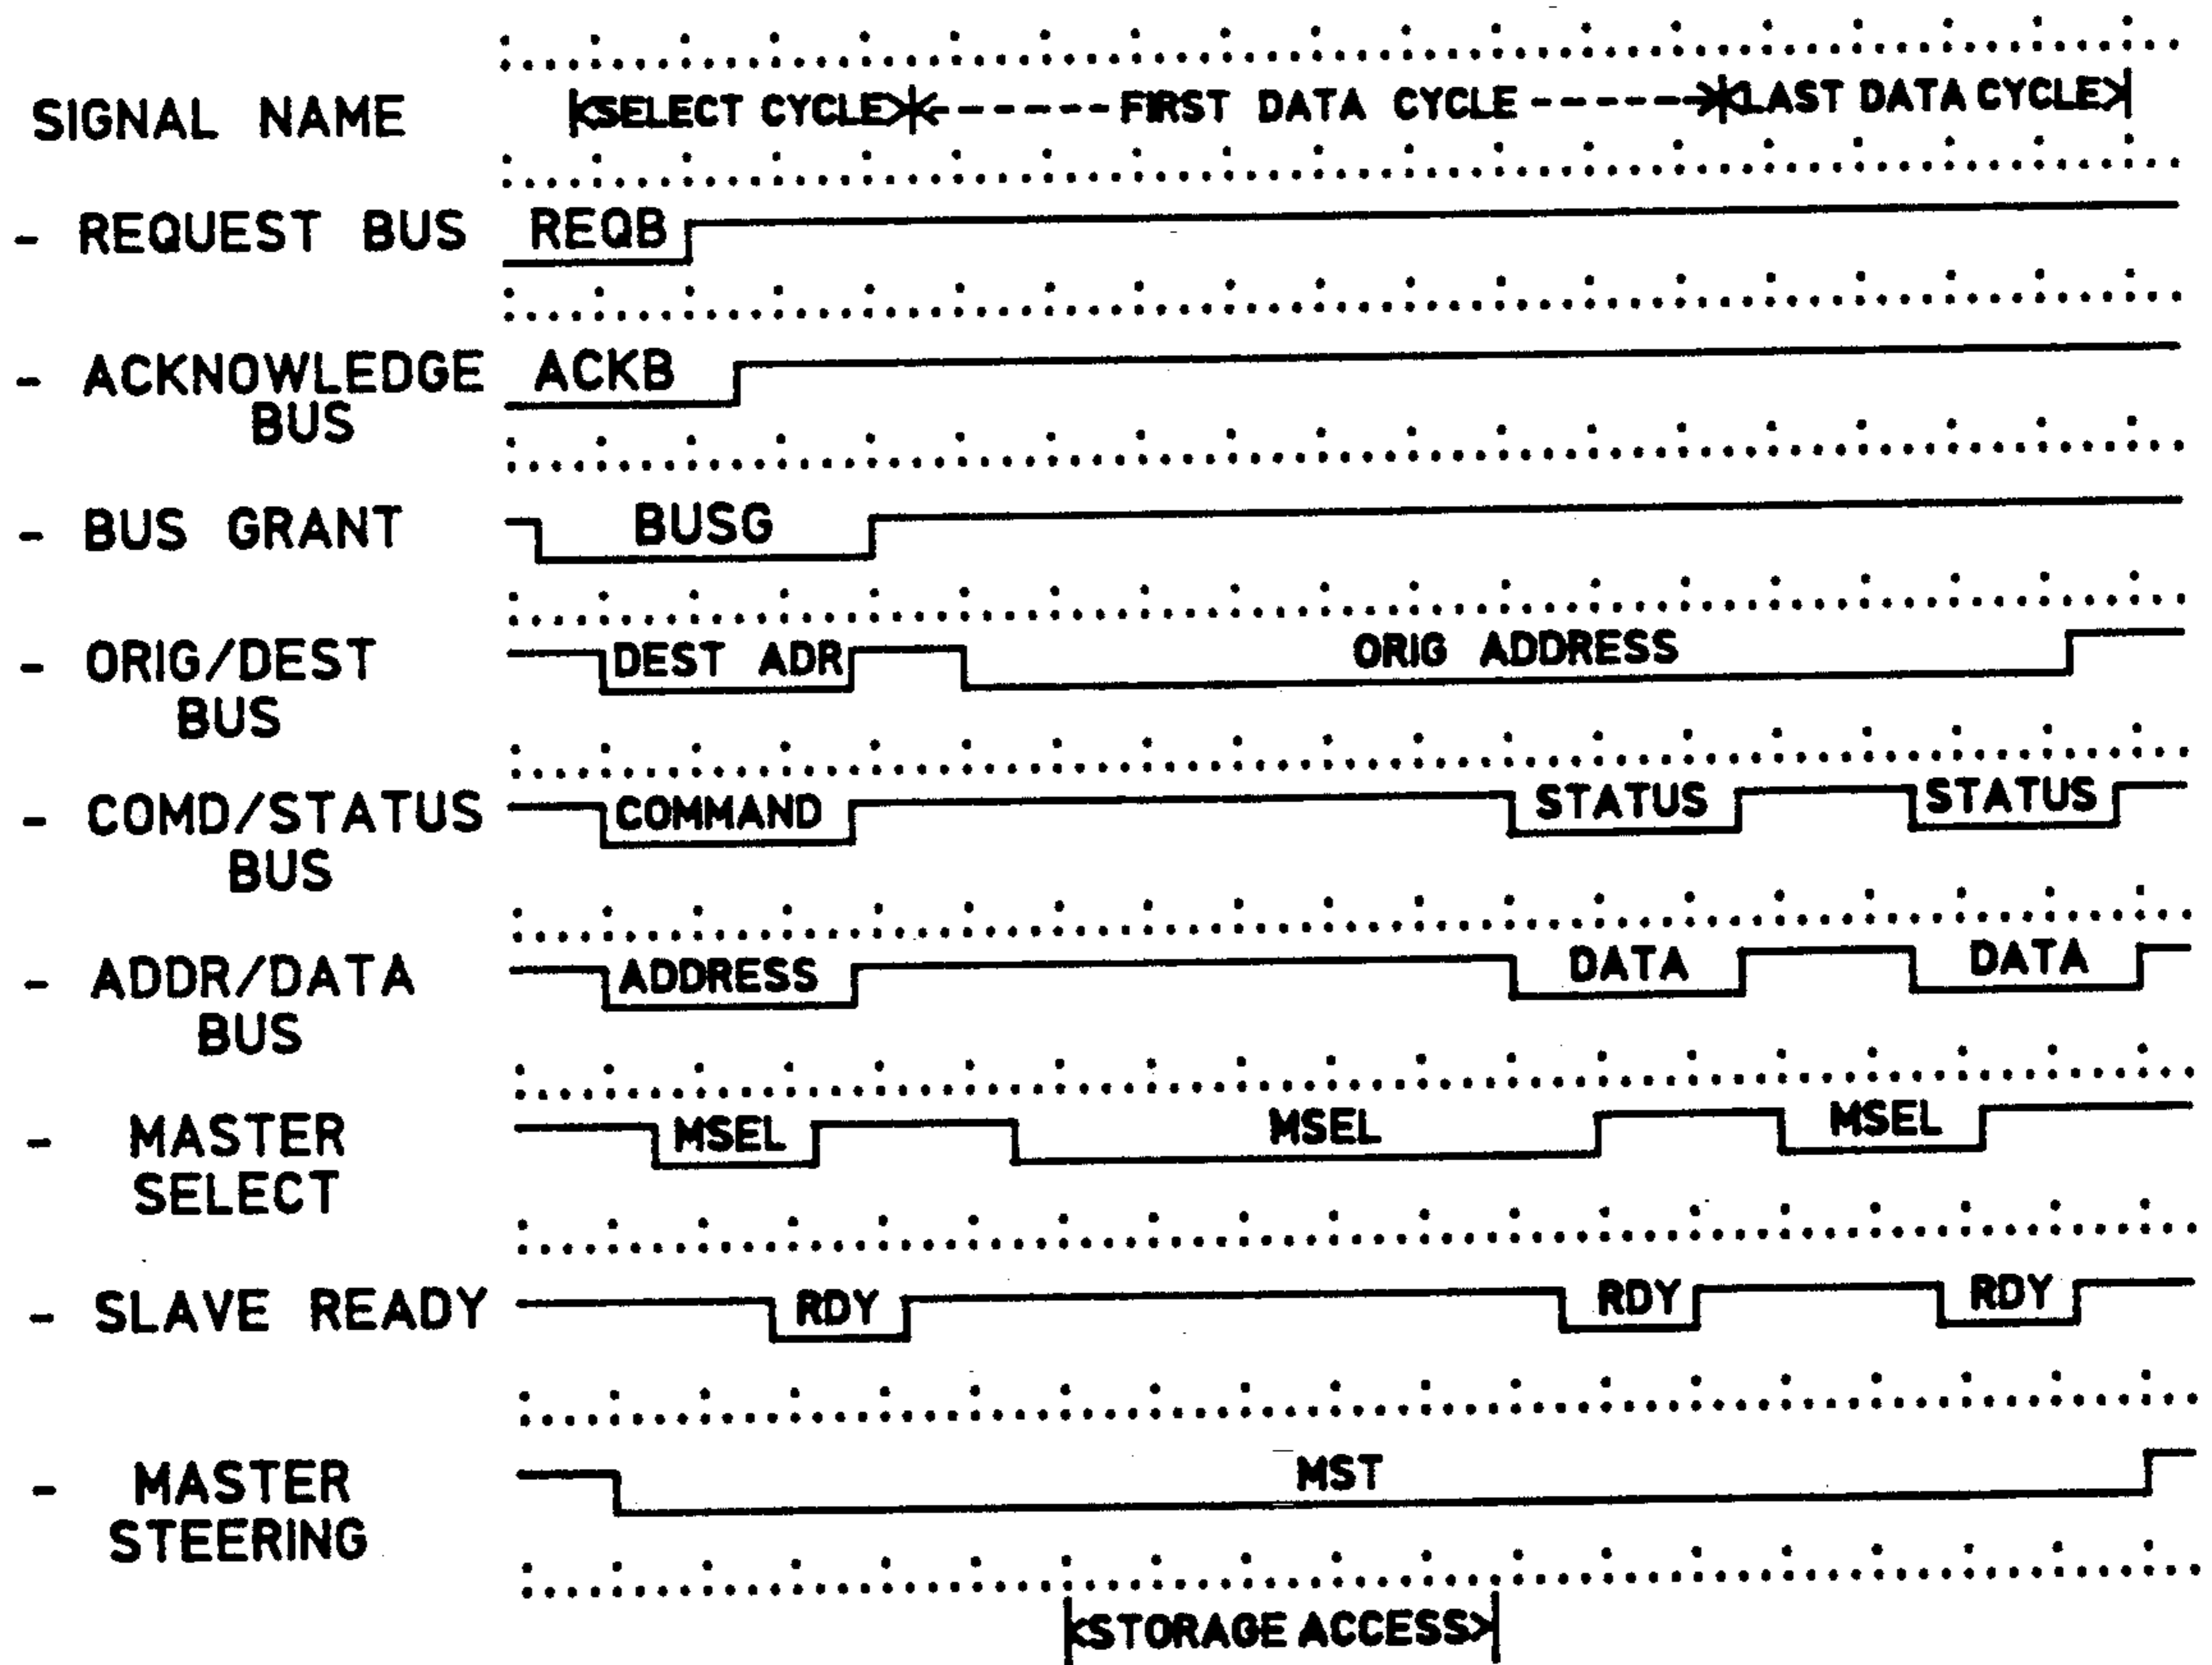 SIGNAL NAME |<SELECT CYCLE>*<------FIRST DATA CYCLE------>*<LAST DATA CYCLE>|
- REQUEST BUS REQB
- ACKNOWLEDGE ACKB
BUS
- BUS GRANT BUSG
- ORIG/DEST DEST ADR ORIG ADDRESS
BUS
- COMD/STATUS COMMAND STATUS STATUS
BUS
- ADDR/DATA ADDRESS DATA DATA
BUS
- MASTER MSEL MSEL MSEL
SELECT
- SLAVE READY RDY RDY RDY
- MASTER MST
STEERING
|<STORAGE ACCESS>|